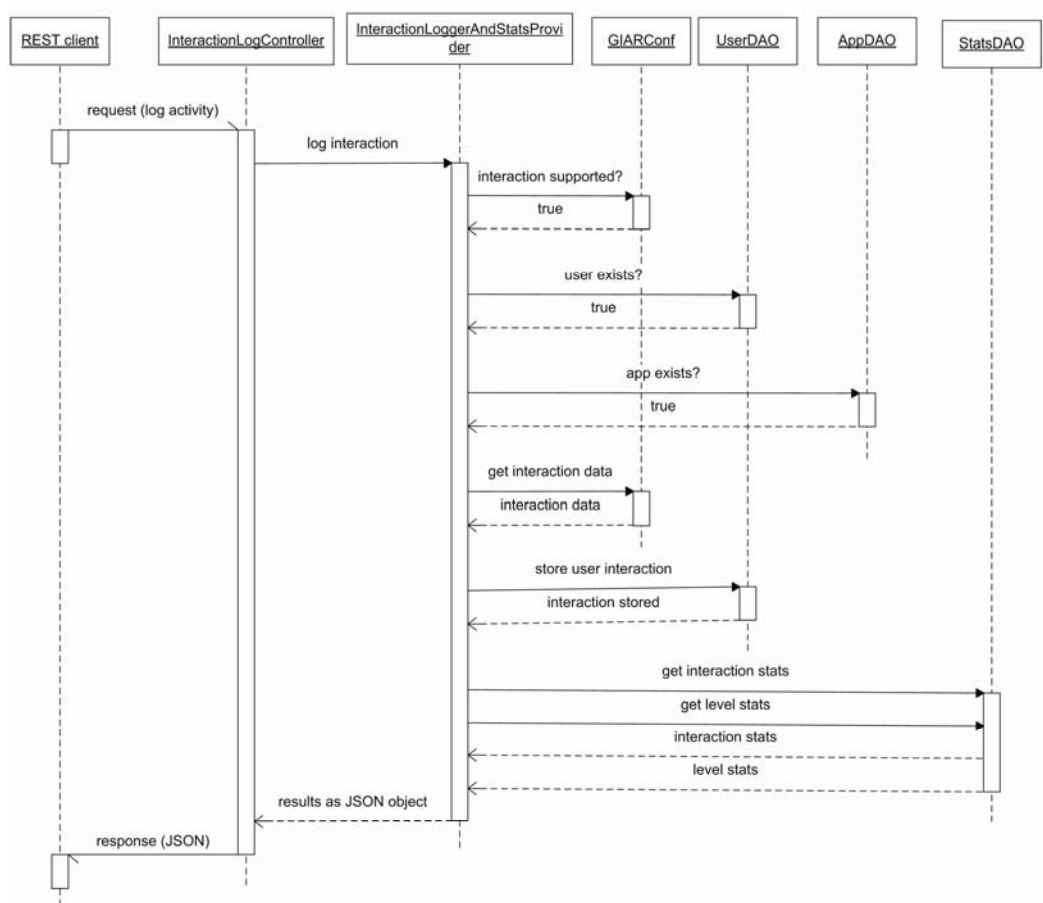 REST client
InteractionLogController
InteractionLoggerAndStatsProvi
der
GIARConf
UserDAO
AppDAO
StatsDAO
request (log activity)
log interaction
interaction supported?
true
user exists?
true
app exists?
true
get interaction data
interaction data
store user interaction
interaction stored
get interaction stats
get level stats
interaction stats
level stats
results as JSON object
response (JSON)